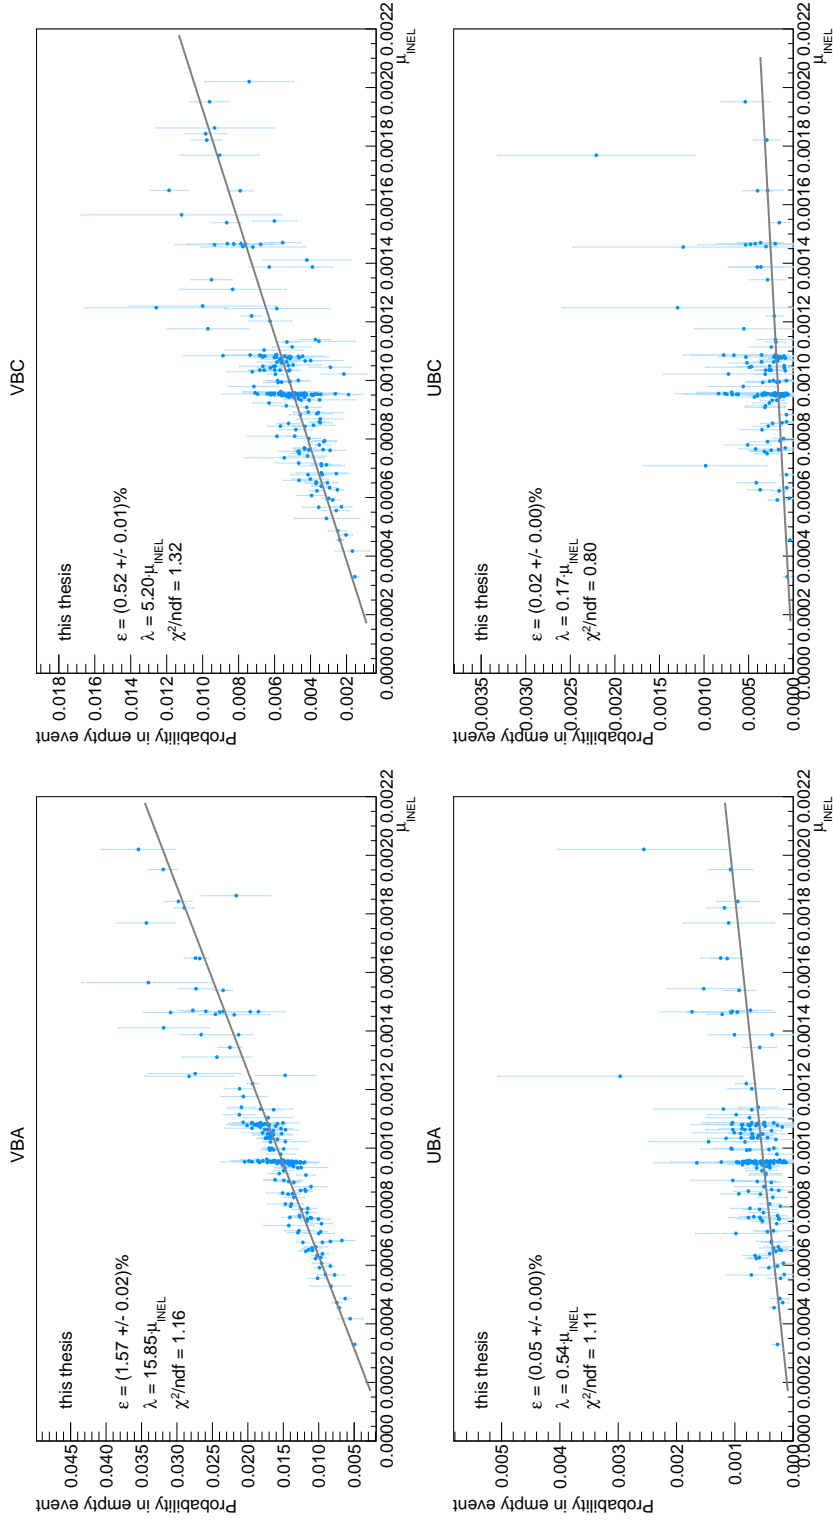 VBA
Probability in empty event
0.045
0.040
0.035
0.030
0.025
0.020
0.015
0.010
0.005
this thesis
ε = (1.57 +/- 0.02)%
λ = 15.85·μINEL
χ²/ndf = 1.16
0.0000 0.0002 0.0004 0.0006 0.0008 0.0010 0.0012 0.0014 0.0016 0.0018 0.0020 0.0022
μINEL
VBC
Probability in empty event
0.018
0.016
0.014
0.012
0.010
0.008
0.006
0.004
0.002
this thesis
ε = (0.52 +/- 0.01)%
λ = 5.20·μINEL
χ²/ndf = 1.32
0.0000 0.0002 0.0004 0.0006 0.0008 0.0010 0.0012 0.0014 0.0016 0.0018 0.0020 0.0022
μINEL
UBA
Probability in empty event
0.005
0.004
0.003
0.002
0.001
0.000
this thesis
ε = (0.05 +/- 0.00)%
λ = 0.54·μINEL
χ²/ndf = 1.11
0.0000 0.0002 0.0004 0.0006 0.0008 0.0010 0.0012 0.0014 0.0016 0.0018 0.0020 0.0022
μINEL
UBC
Probability in empty event
0.0035
0.0030
0.0025
0.0020
0.0015
0.0010
0.0005
0.0000
this thesis
ε = (0.02 +/- 0.00)%
λ = 0.17·μINEL
χ²/ndf = 0.80
0.0000 0.0002 0.0004 0.0006 0.0008 0.0010 0.0012 0.0014 0.0016 0.0018 0.0020 0.0022
μINEL